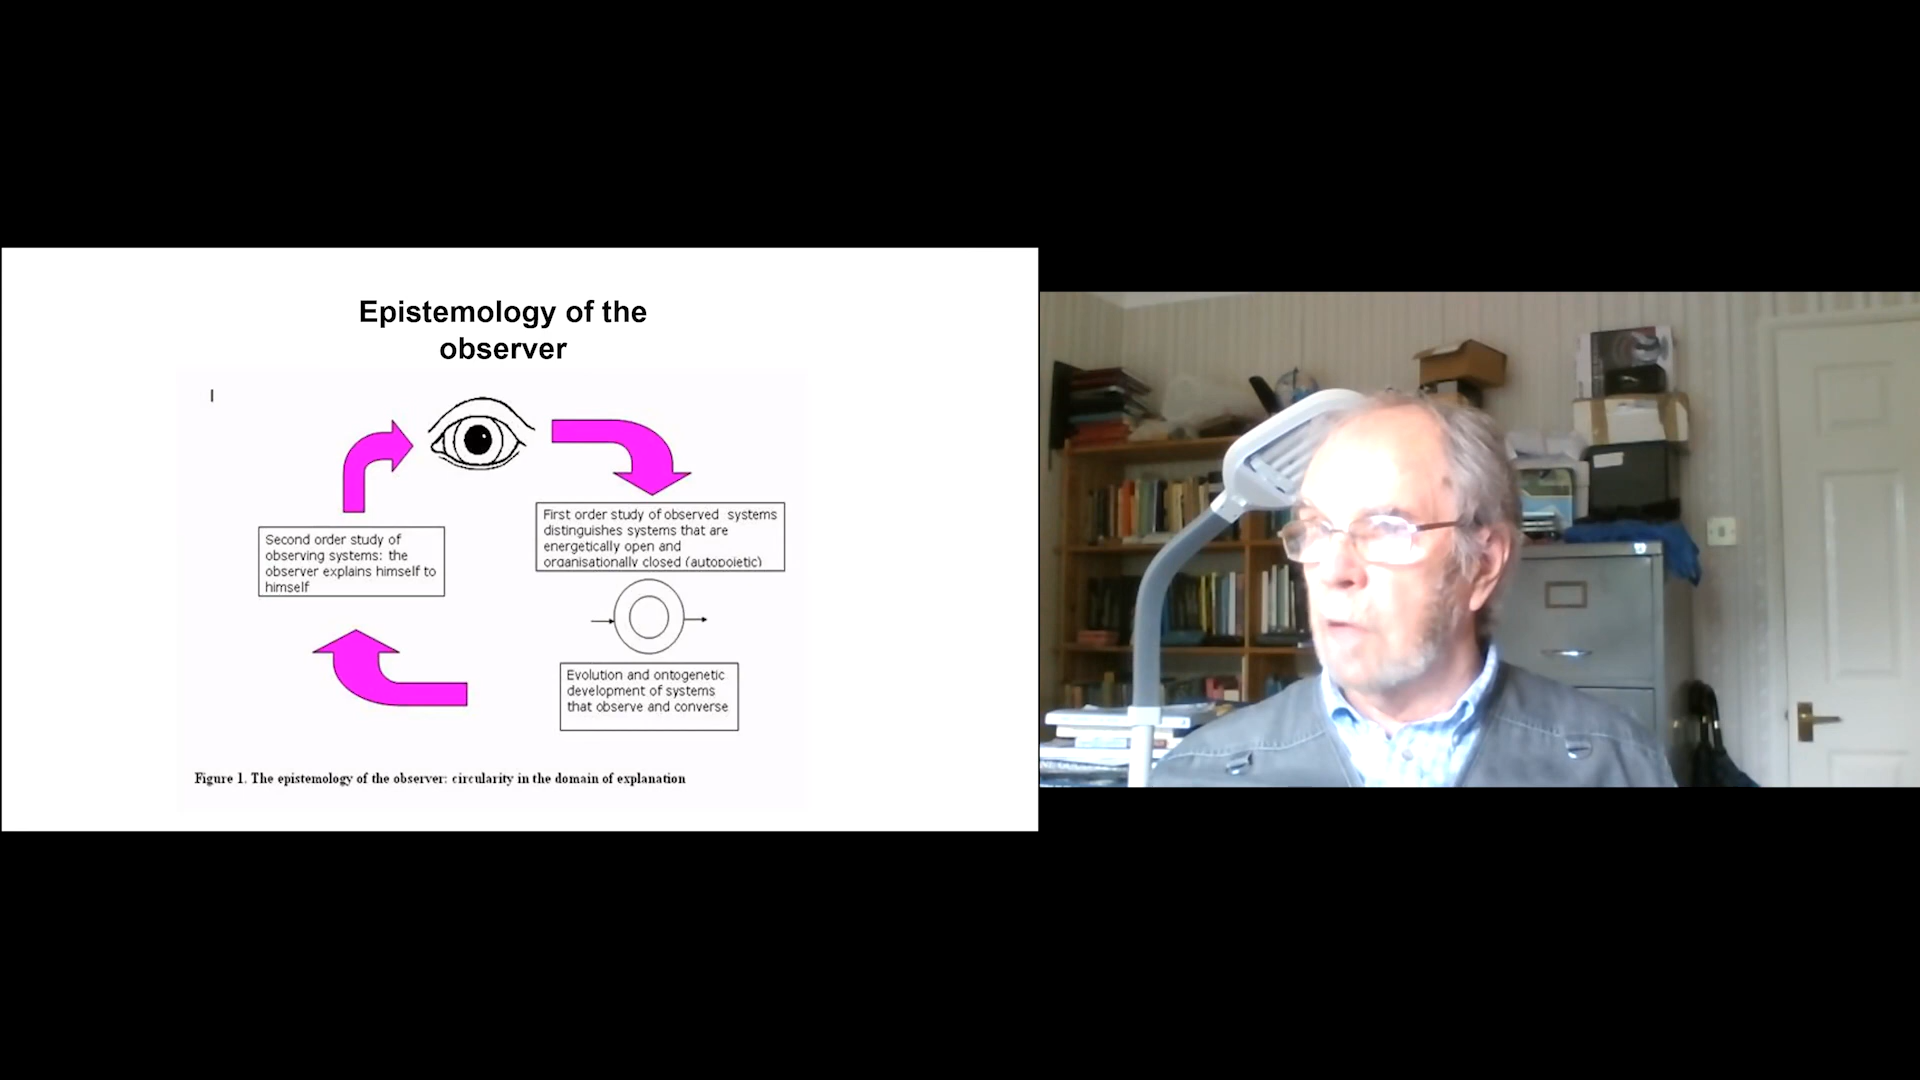 Epistemology of the
observer
Second order study of
observing systems: the
observer explains himself to
himself
First order study of observed systems
distinguishes systems that are
energetically open and
organisationally closed (autopoietic)
Evolution and ontogenetic
development of systems
that observe and converse
Figure 1. The epistemology of the observer: circularity in the domain of explanation